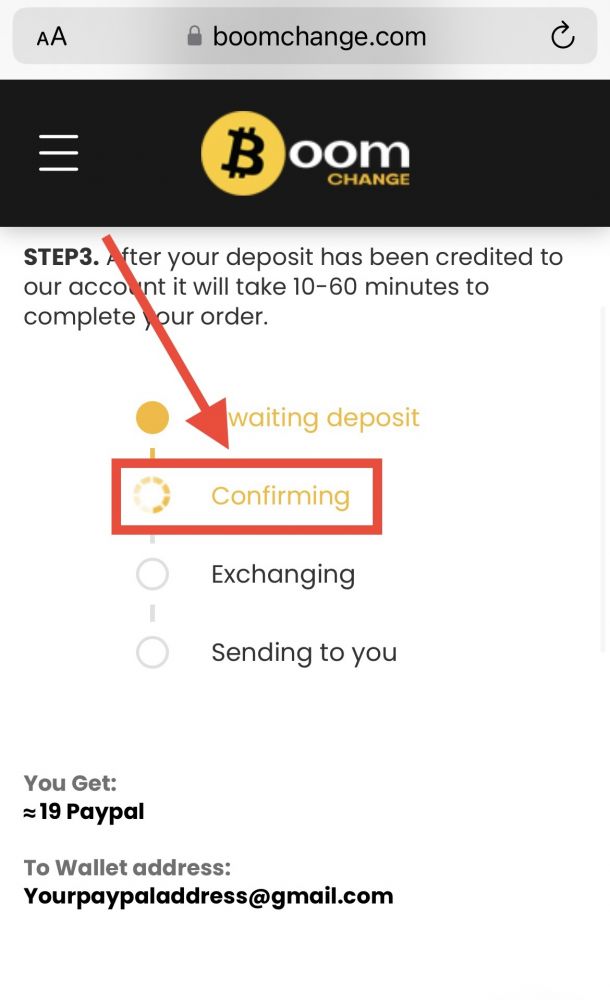 AA boomchange.com
Boom
CHANGE
STEP3. After your deposit has been credited to
our account it will take 10-60 minutes to
complete your order.
Awaiting deposit
Confirming
Exchanging
Sending to you
You Get:
≈19 Paypal
To Wallet address:
Yourpaypaladdress@gmail.com